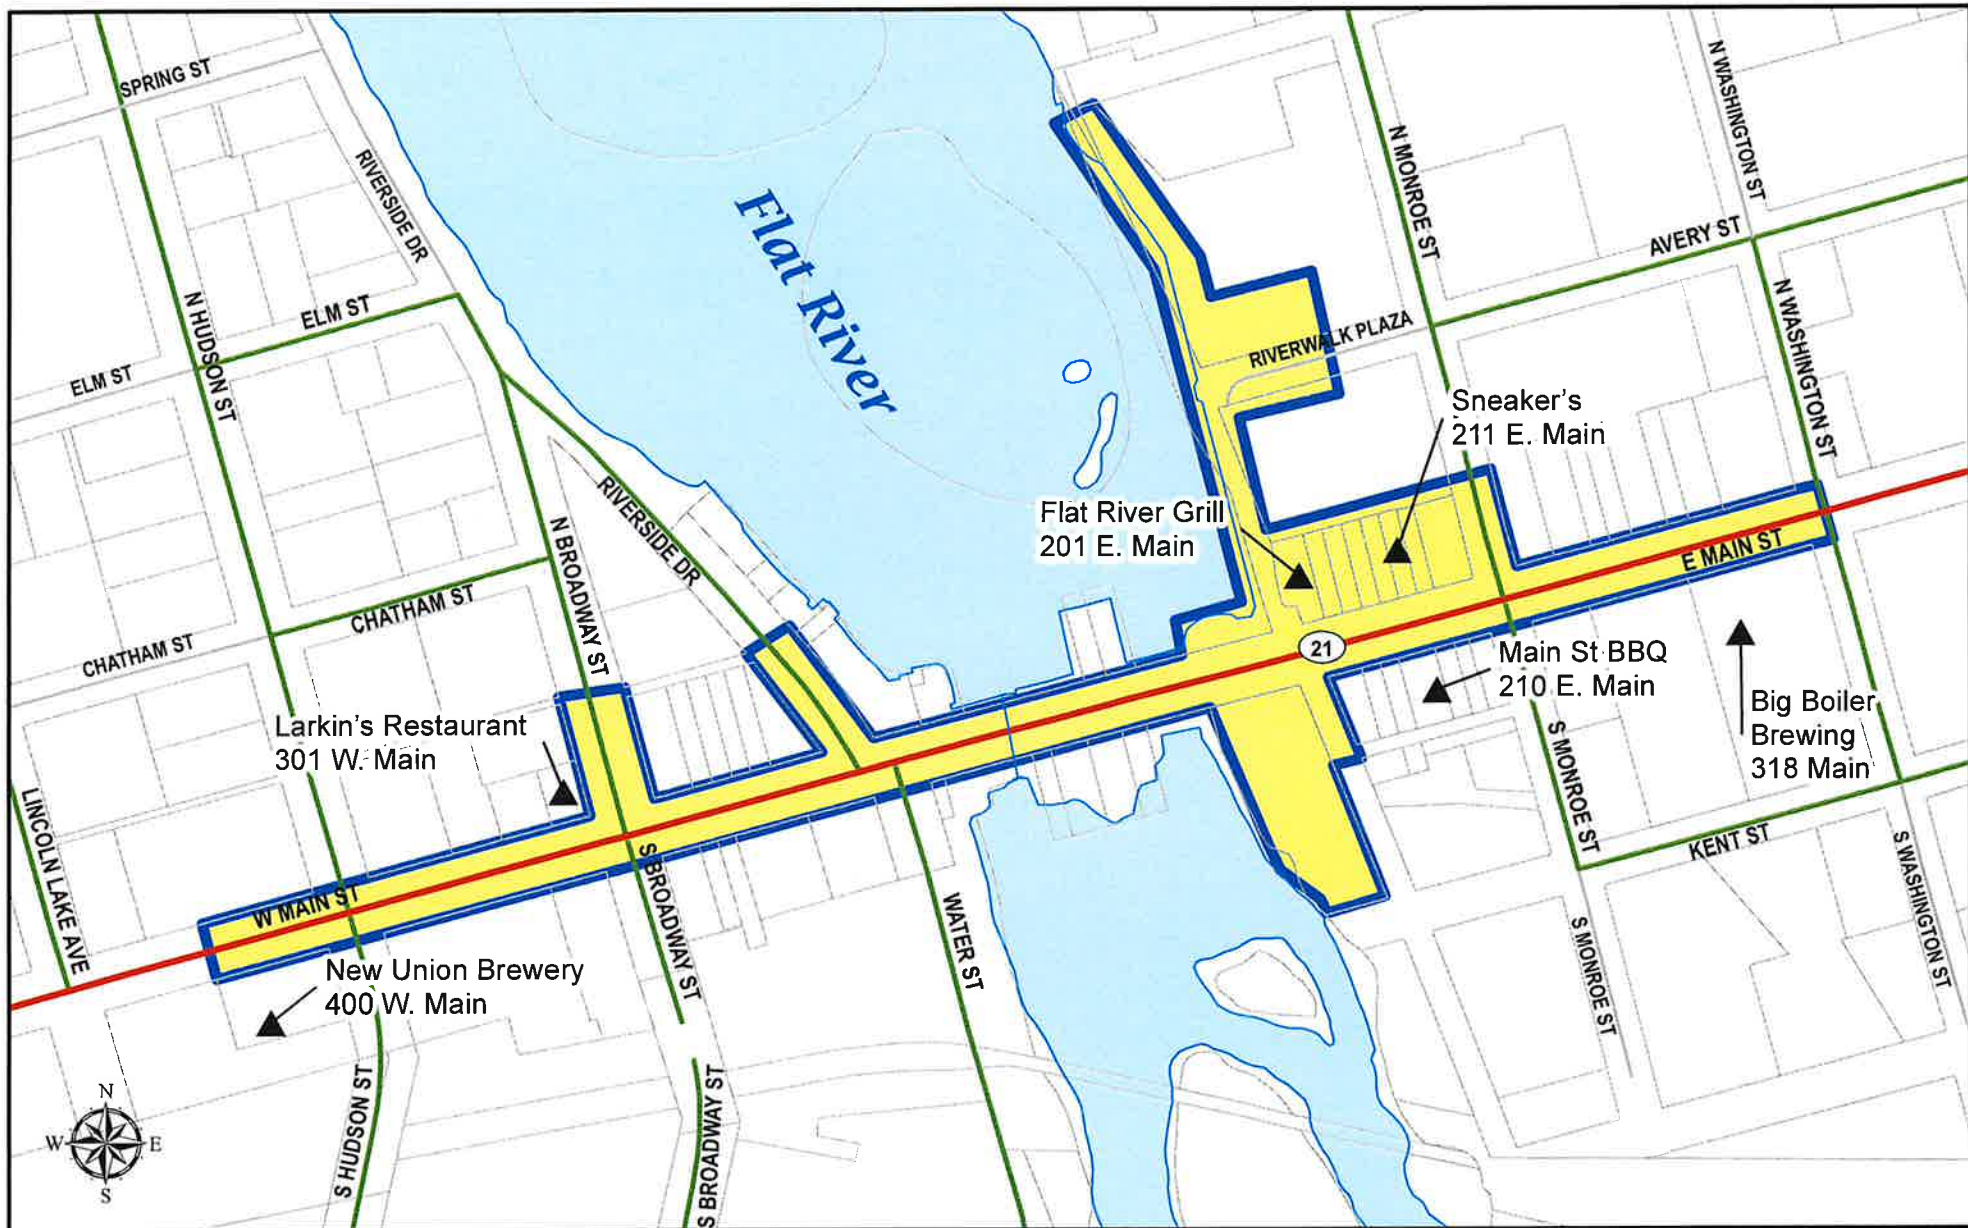 SPRING ST
RIVERSIDE DR
N HUDSON ST
ELM ST
ELM ST
CHATHAM ST
CHATHAM ST
N BROADWAY ST
RIVERSIDE DR
Flat River
N MONROE ST
N WASHINGTON ST
AVERY ST
N WASHINGTON ST
RIVERWALK PLAZA
Sneaker's
211 E. Main
Flat River Grill
201 E. Main
E MAIN ST
21
Main St BBQ
210 E. Main
Big Boiler
Brewing
318 Main
Larkin's Restaurant
301 W. Main
LINCOLN LAKE AVE
W MAIN ST
S BROADWAY ST
WATER ST
S MONROE ST
KENT ST
S WASHINGTON ST
S MONROE ST
New Union Brewery
400 W. Main
S HUDSON ST
S BROADWAY ST
N
W
E
S